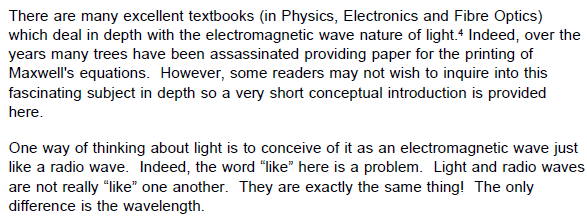 There are many excellent textbooks (in Physics, Electronics and Fibre Optics)
which deal in depth with the electromagnetic wave nature of light.⁴ Indeed, over the
years many trees have been assassinated providing paper for the printing of
Maxwell's equations. However, some readers may not wish to inquire into this
fascinating subject in depth so a very short conceptual introduction is provided
here.
One way of thinking about light is to conceive of it as an electromagnetic wave just
like a radio wave. Indeed, the word “like” here is a problem. Light and radio waves
are not really “like” one another. They are exactly the same thing! The only
difference is the wavelength.